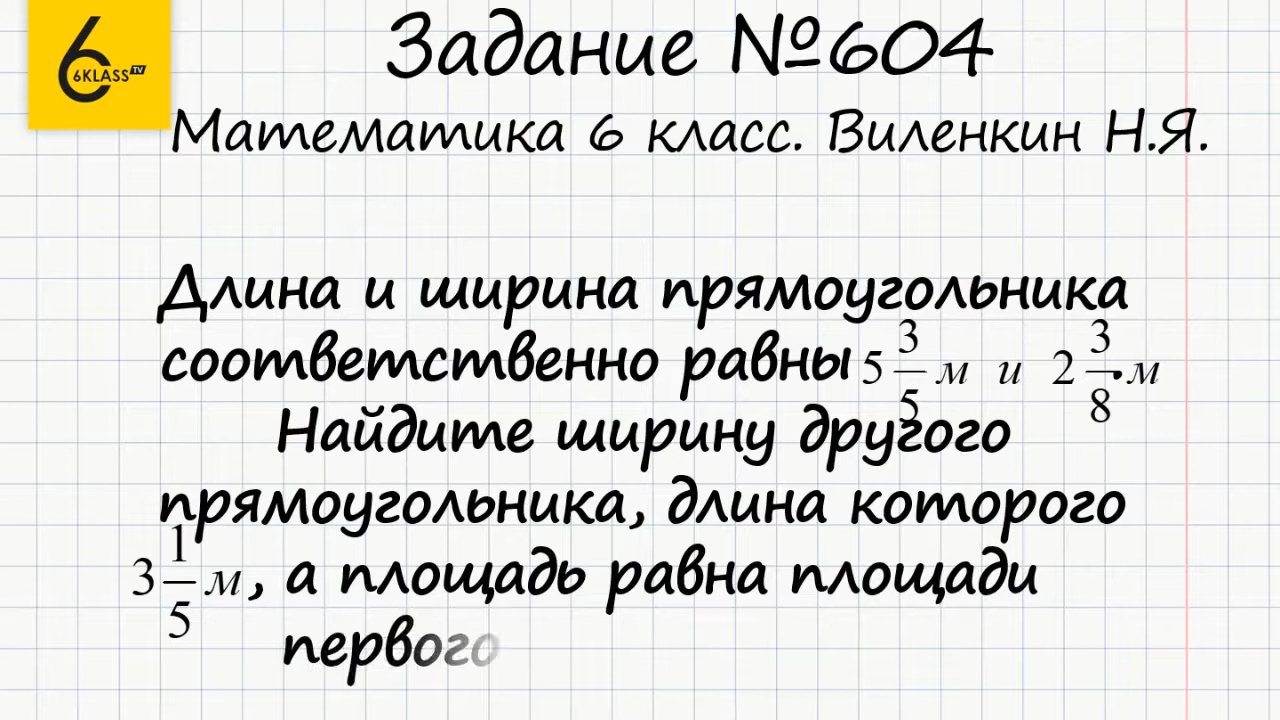 6KLASS TV
Задание №604
Математика 6 класс. Виленкин Н.Я.
Длина и ширина прямоугольника
соответственно равны 5 3/5 м и 2 3/8 м.
Найдите ширину другого
прямоугольника, длина которого
3 1/5 м, а площадь равна площади
первого